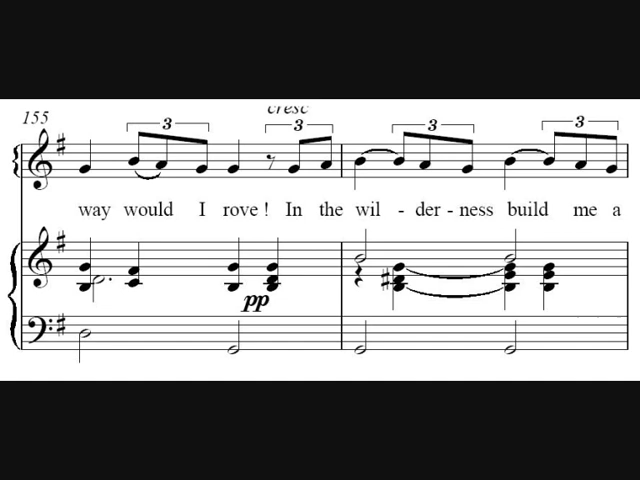 155
cresc
3 3 3 3
way would I rove! In the wil - der - ness build me a
pp